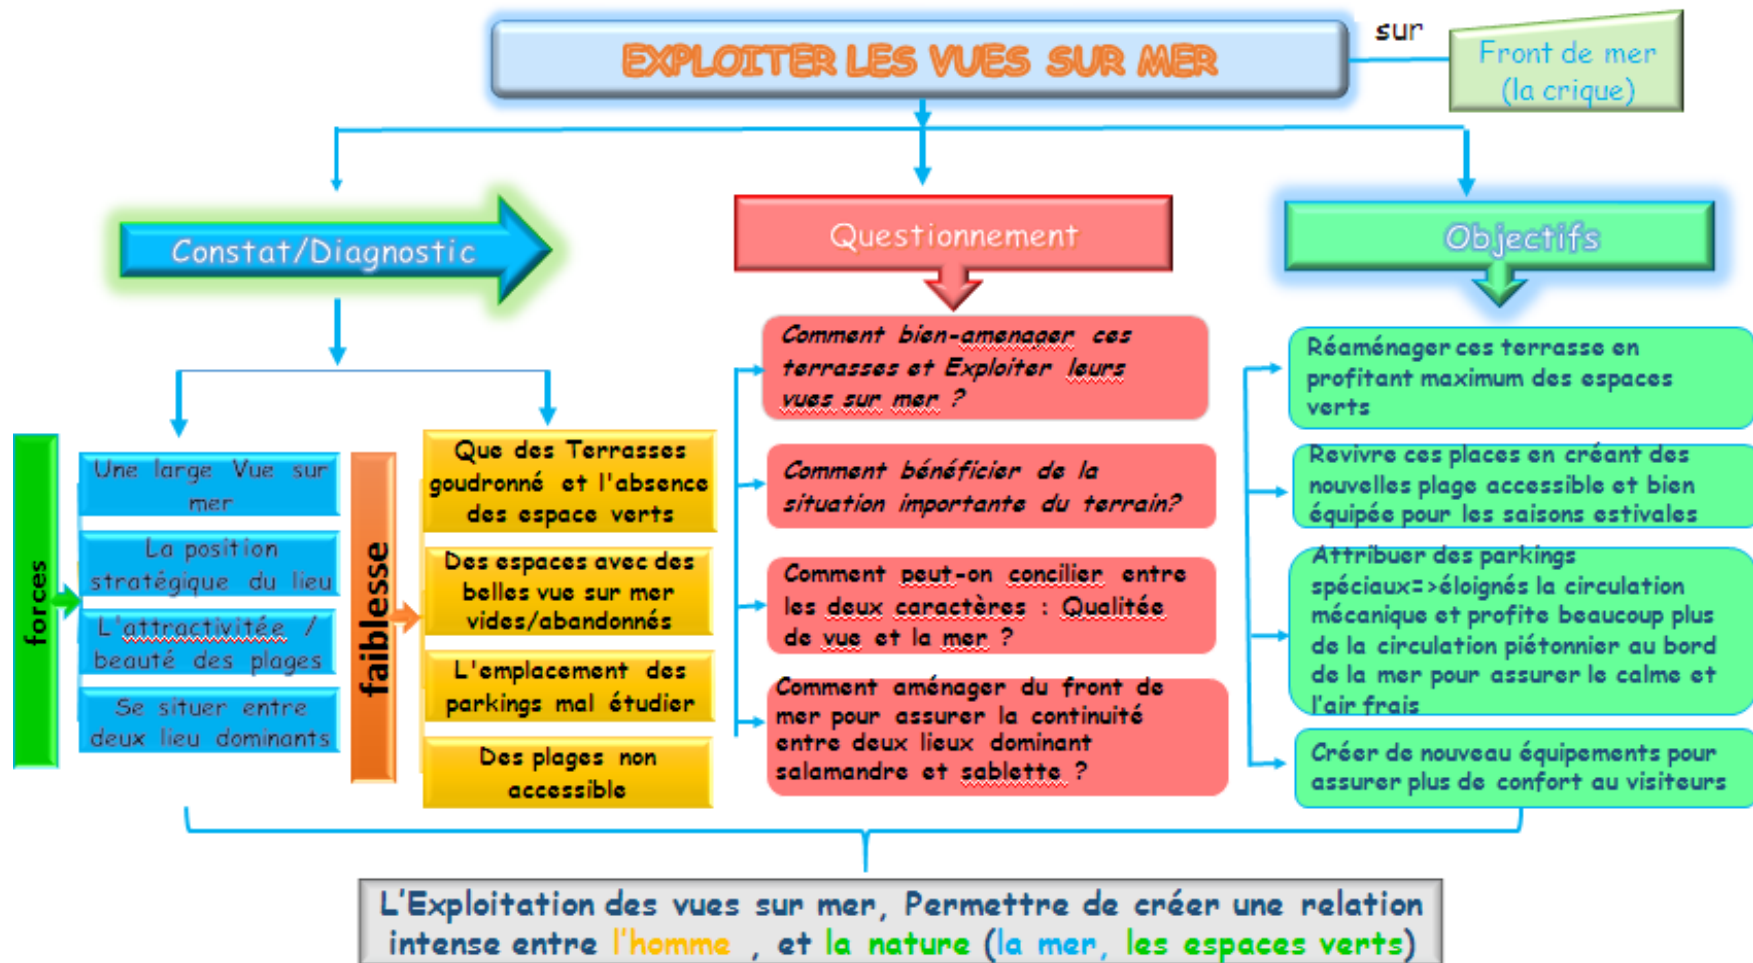 EXPLOITER LES VUES SUR MER
sur
Front de mer
(la crique)
Constat/Diagnostic
Questionnement
Objectifs
forces
Une large Vue sur
mer
La position
stratégique du lieu
L'attractivitée /
beauté des plages
Se situer entre
deux lieu dominants
faiblesse
Que des Terrasses
goudronné et l'absence
des espace verts
Des espaces avec des
belles vue sur mer
vides/abandonnés
L'emplacement des
parkings mal étudier
Des plages non
accessible
Comment bien-amenager ces
terrasses et Exploiter leurs
vues sur mer ?
Comment bénéficier de la
situation importante du terrain?
Comment peut-on concilier entre
les deux caractères : Qualitée
de vue et la mer ?
Comment aménager du front de
mer pour assurer la continuité
entre deux lieux dominant
salamandre et sablette ?
Réaménager ces terrasse en
profitant maximum des espaces
verts
Revivre ces places en créant des
nouvelles plage accessible et bien
équipée pour les saisons estivales
Attribuer des parkings
spéciaux=>éloignés la circulation
mécanique et profite beaucoup plus
de la circulation piétonnier au bord
de la mer pour assurer le calme et
l'air frais
Créer de nouveau équipements pour
assurer plus de confort au visiteurs
L'Exploitation des vues sur mer, Permettre de créer une relation
intense entre l'homme , et la nature (la mer, les espaces verts)